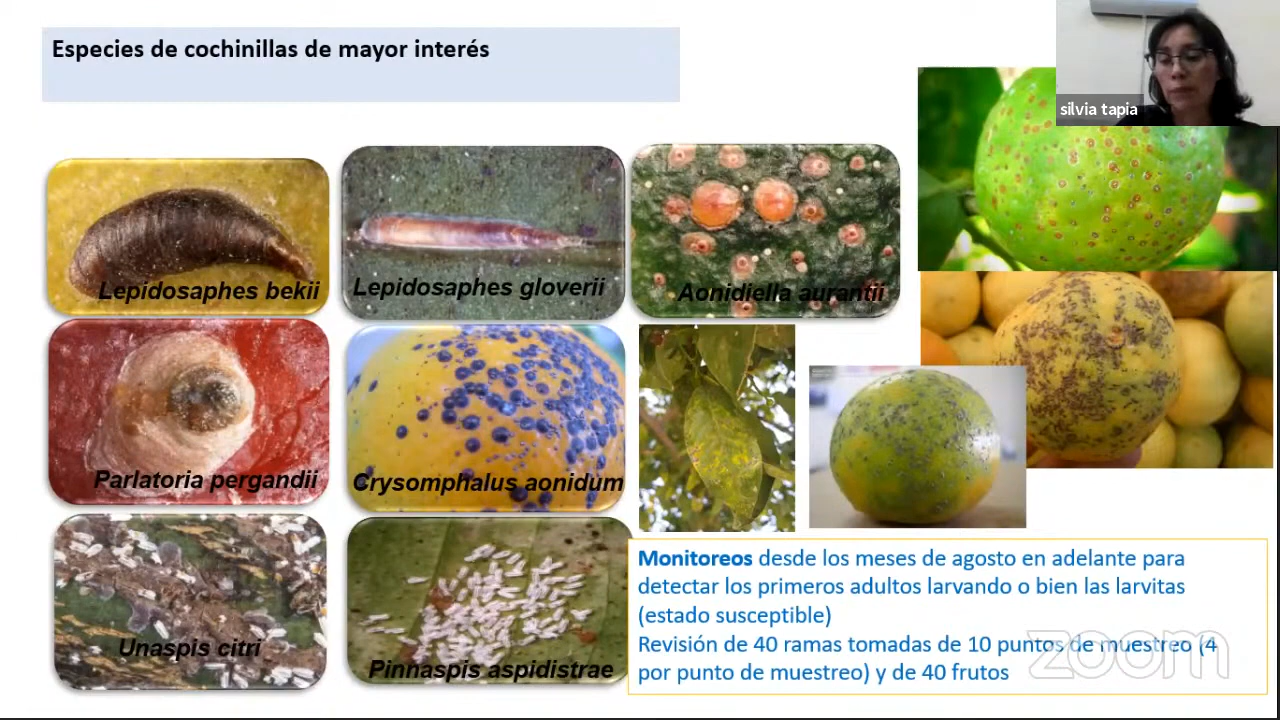 Especies de cochinillas de mayor interés
silvia tapia
Lepidosaphes bekii
Lepidosaphes gloverii
Aonidiella aurantii
Parlatoria pergandii
Crysomphalus aonidum
Unaspis citri
Pinnaspis aspidistrae
Monitoreos desde los meses de agosto en adelante para
detectar los primeros adultos larvando o bien las larvitas
(estado susceptible)
Revisión de 40 ramas tomadas de 10 puntos de muestreo (4
por punto de muestreo) y de 40 frutos
zoom